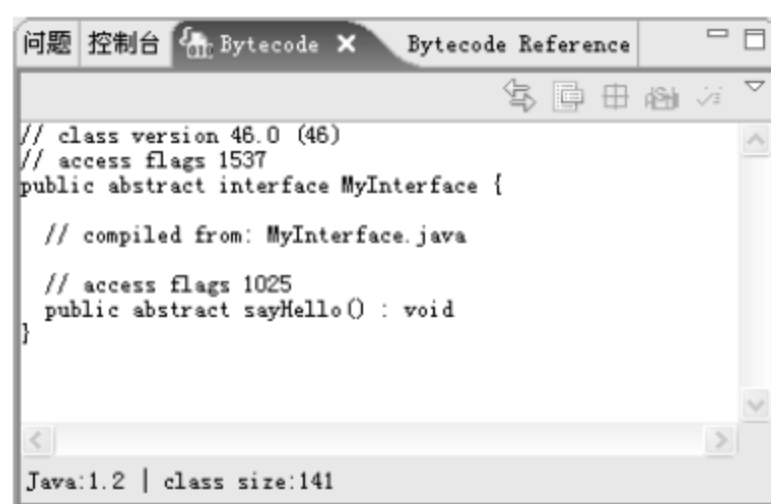 问题 控制台 Bytecode Bytecode Reference
// class version 46.0 (46)
// access flags 1537
public abstract interface MyInterface {
// compiled from: MyInterface.java
// access flags 1025
public abstract sayHello() : void
}
Java:1.2 | class size:141